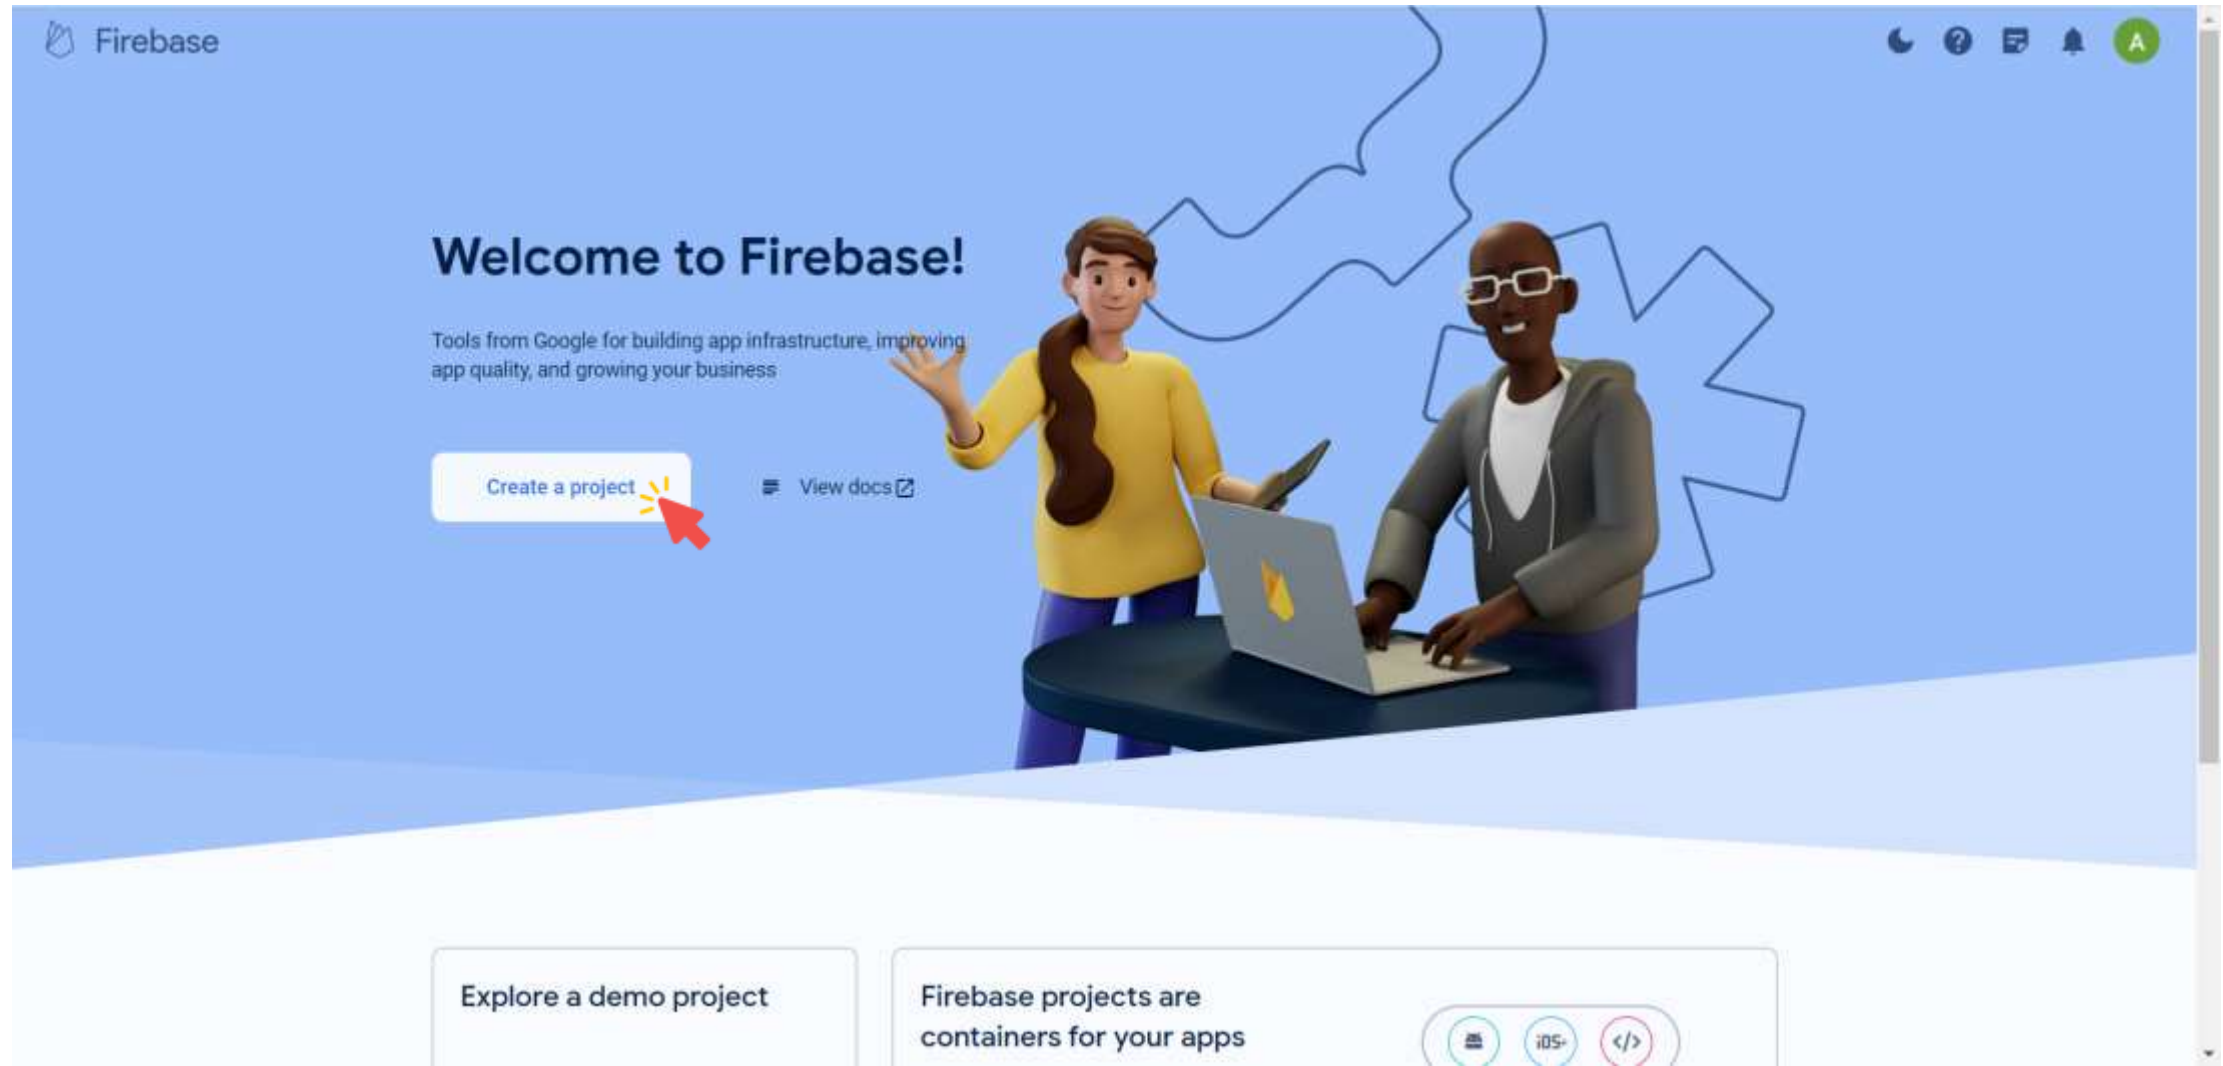 Firebase
A
Welcome to Firebase!
Tools from Google for building app infrastructure, improving
app quality, and growing your business
Create a project
View docs
Explore a demo project
Firebase projects are
containers for your apps
iOS+